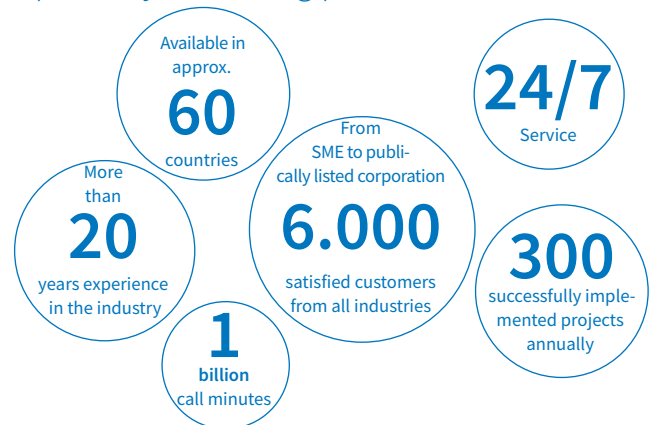 Available in
approx.
60
countries
24/7
Service
From
SME to publi-
cally listed corporation
6.000
satisfied customers
from all industries
More
than
20
years experience
in the industry
300
successfully imple-
mented projects
annually
1
billion
call minutes